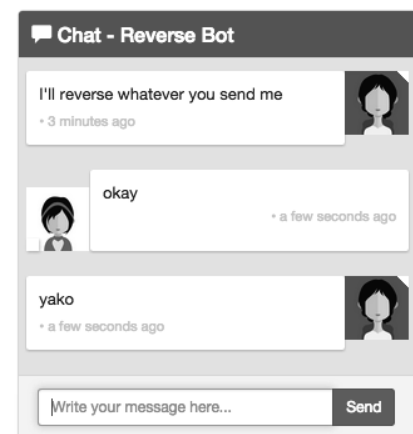 Chat - Reverse Bot
I'll reverse whatever you send me
• 3 minutes ago
okay
• a few seconds ago
yako
• a few seconds ago
Write your message here...
Send